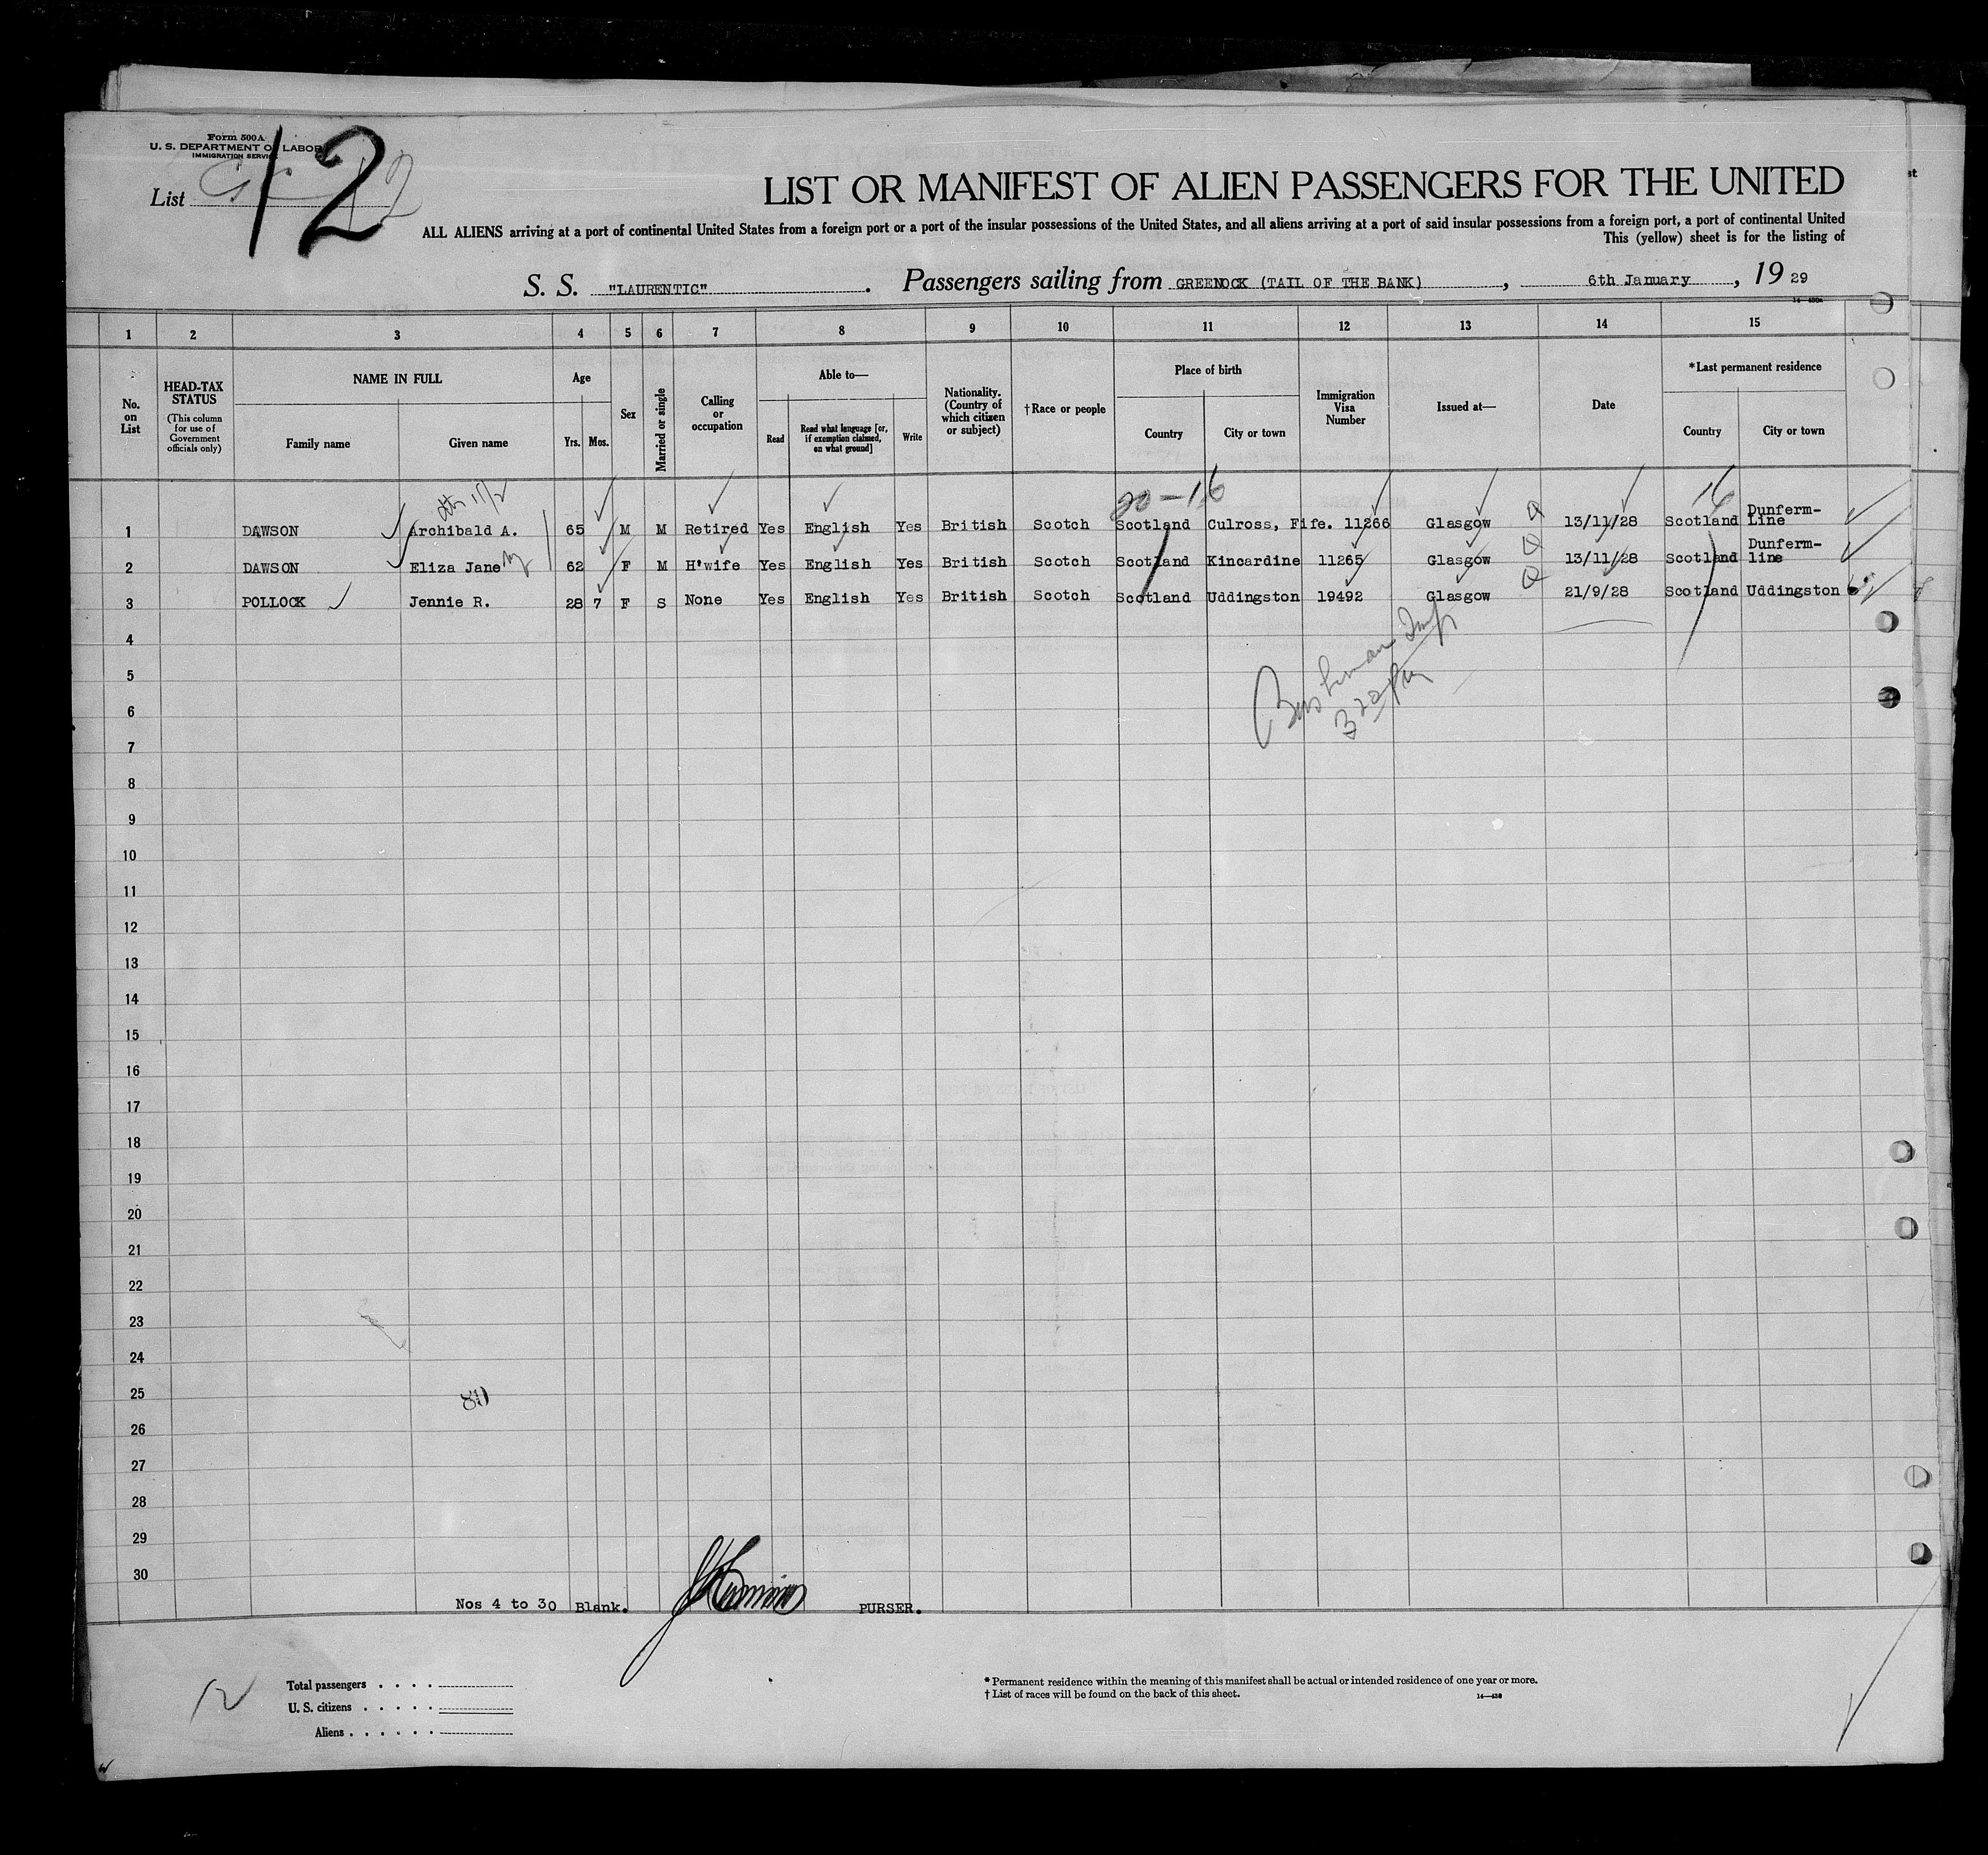 Form 500A
U. S. DEPARTMENT OF LABOR
IMMIGRATION SERVICE
List
12
LIST OR MANIFEST OF ALIEN PASSENGERS FOR THE UNITED
ALL ALIENS arriving at a port of continental United States from a foreign port or a port of the insular possessions of the United States, and all aliens arriving at a port of said insular possessions from a foreign port, a port of continental United
This (yellow) sheet is for the listing of
S. S. "LAURENTIC" . Passengers sailing from GREENOCK (TAIL OF THE BANK) , 6th January , 19 29
1 2 3 4 5 6 7 8 9 10 11 12 13 14 15
No. on List
HEAD-TAX STATUS
(This column for use of Government officials only)
NAME IN FULL
Family name Given name
Age
Yrs. Mos.
Sex
Married or single
Calling or occupation
Able to—
Read
Read what language [or, if exemption claimed, on what ground]
Write
Nationality. (Country of which citizen or subject)
†Race or people
Place of birth
Country City or town
Immigration Visa Number
Issued at—
Date
*Last permanent residence
Country City or town
20-16 16
1 DAWSON Archibald A. 65 M M Retired Yes English Yes British Scotch Scotland Culross, Fife. 11266 Glasgow 13/11/28 Scotland Dunferm-Line
2 DAWSON Eliza Jane 62 F M H'wife Yes English Yes British Scotch Scotland Kincardine 11265 Glasgow 13/11/28 Scotland Dunferm-line
3 POLLOCK Jennie R. 28 7 F S None Yes English Yes British Scotch Scotland Uddingston 19492 Glasgow 21/9/28 Scotland Uddingston
4
5
6
7
8
9
10
11
12
13
14
15
16
17
18
19
20
21
22
23
24
25
80
26
27
28
29
30
Nos 4 to 30 Blank. PURSER.
12
Total passengers . . . .
U. S. citizens . . . . .
Aliens . . . . . .
* Permanent residence within the meaning of this manifest shall be actual or intended residence of one year or more.
† List of races will be found on the back of this sheet.